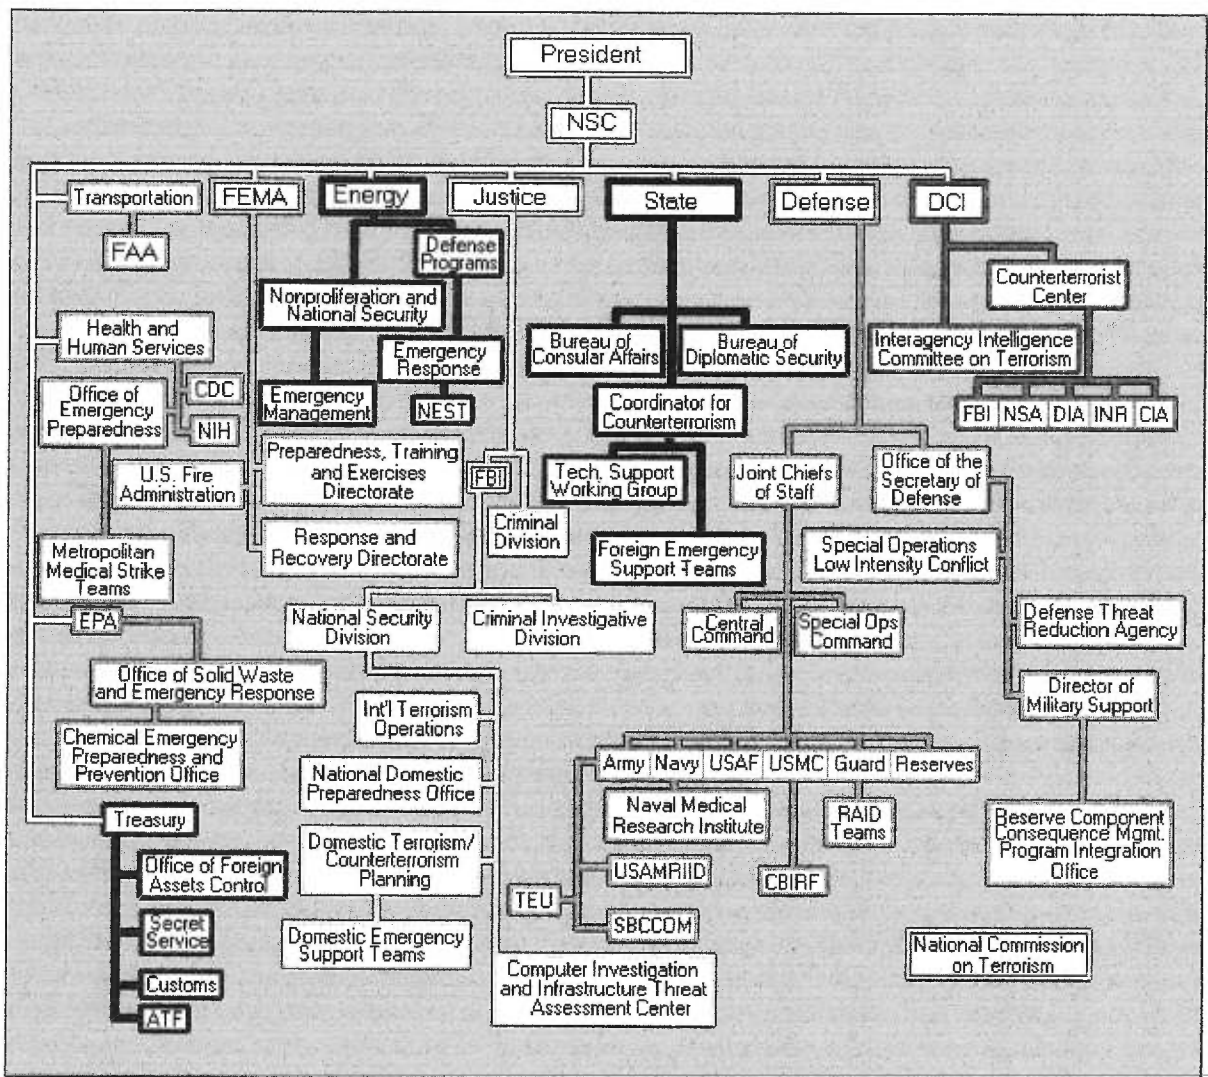 President
NSC
Transportation
FEMA
Energy
Justice
State
Defense
DCI
FAA
Defense
Programs
Counterterrorist
Center
Nonproliferation and
National Security
Health and
Human Services
Bureau of
Consular Affairs
Bureau of
Diplomatic Security
Interagency Intelligence
Committee on Terrorism
Emergency
Response
CDC
Office of
Emergency
Preparedness
NIH
Emergency
Management
NEST
Coordinator for
Counterterrorism
FBI
NSA
DIA
INR
CIA
U.S. Fire
Administration
Preparedness, Training
and Exercises
Directorate
FBI
Tech. Support
Working Group
Joint Chiefs
of Staff
Office of the
Secretary of
Defense
Criminal
Division
Metropolitan
Medical Strike
Teams
Response and
Recovery Directorate
Foreign Emergency
Support Teams
Special Operations
Low Intensity Conflict
EPA
National Security
Division
Criminal Investigative
Division
Central
Command
Special Ops
Command
Defense Threat
Reduction Agency
Office of Solid Waste
and Emergency Response
Int'l Terrorism
Operations
Director of
Military Support
Chemical Emergency
Preparedness and
Prevention Office
National Domestic
Preparedness Office
Army
Navy
USAF
USMC
Guard
Reserves
Treasury
Naval Medical
Research Institute
RAID
Teams
Reserve Component
Consequence Mgmt.
Program Integration
Office
Office of Foreign
Assets Control
Domestic Terrorism/
Counterterrorism
Planning
TEU
USAMRIID
CBIRF
SBCCOM
Secret
Service
Domestic Emergency
Support Teams
National Commission
on Terrorism
Customs
Computer Investigation
and Infrastructure Threat
Assessment Center
ATF